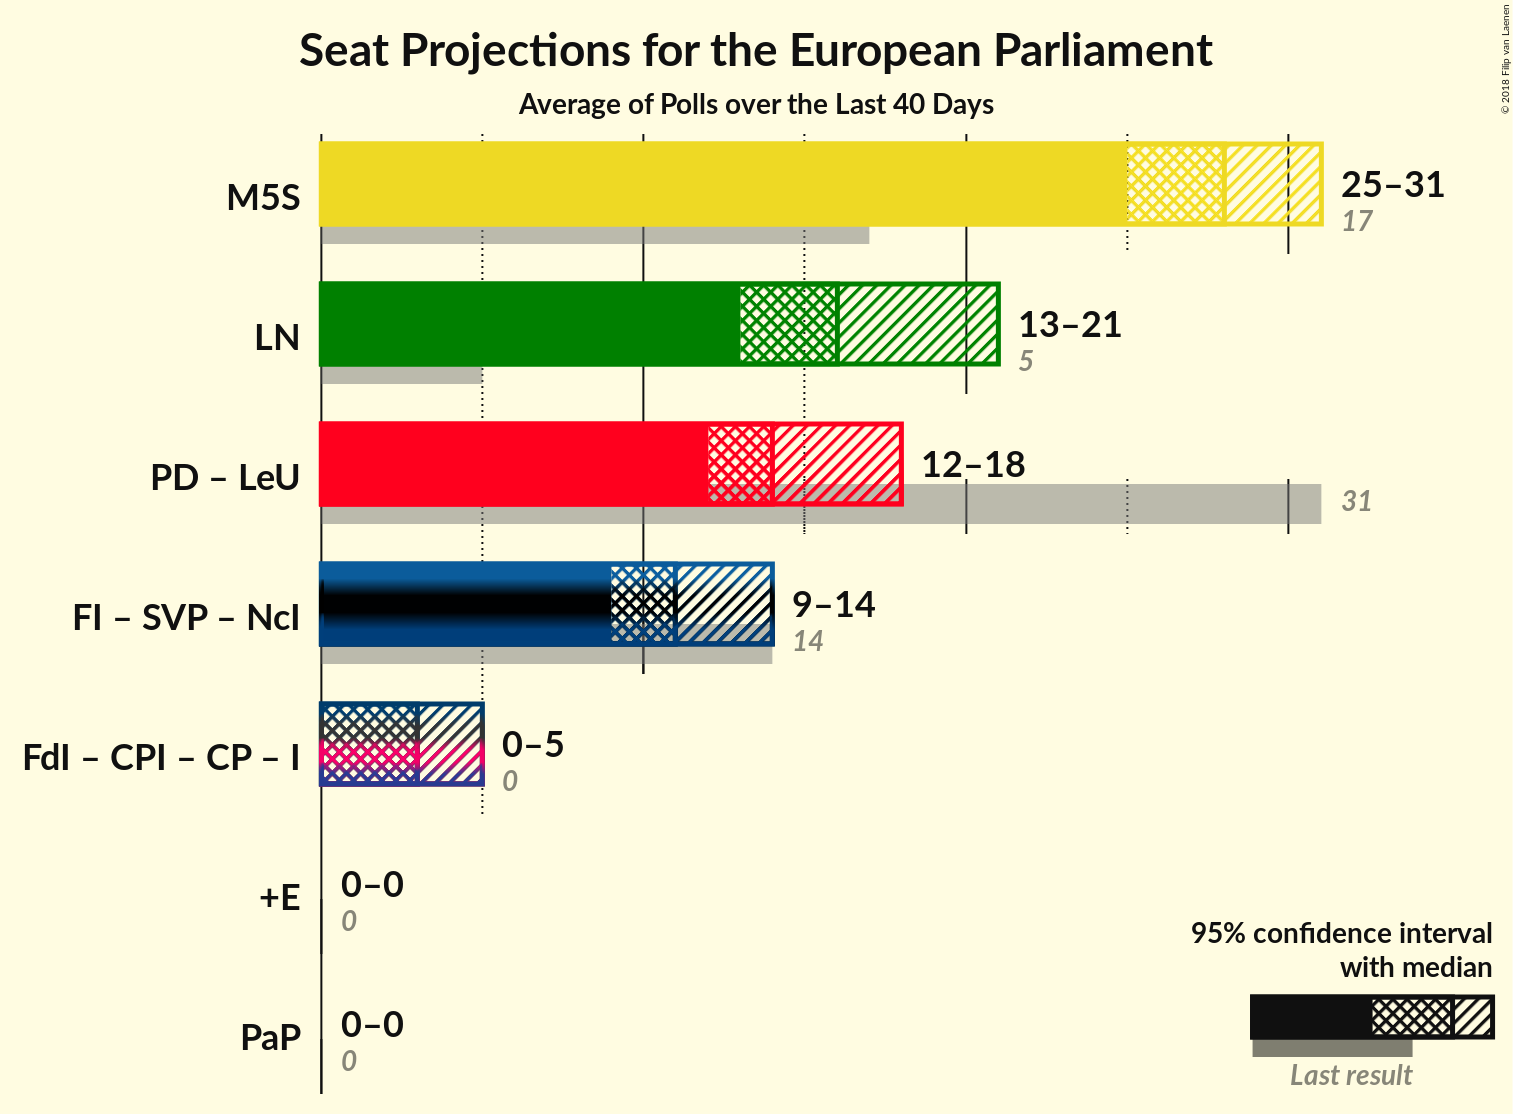 Seat Projections for the European Parliament
Average of Polls over the Last 40 Days
© 2018 Filip van Laenen
M5S
25–31
17
LN
13–21
5
PD – LeU
12–18
31
FI – SVP – NcI
9–14
14
FdI – CPI – CP – I
0–5
0
+E
0–0
0
PaP
0–0
0
95% confidence interval
with median
Last result